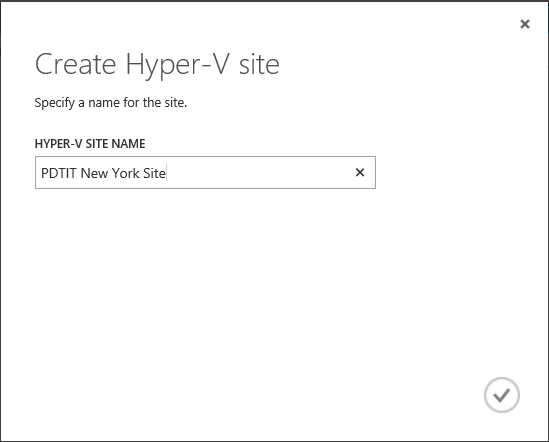 Create Hyper-V site
Specify a name for the site.
HYPER-V SITE NAME
PDTIT New York Site